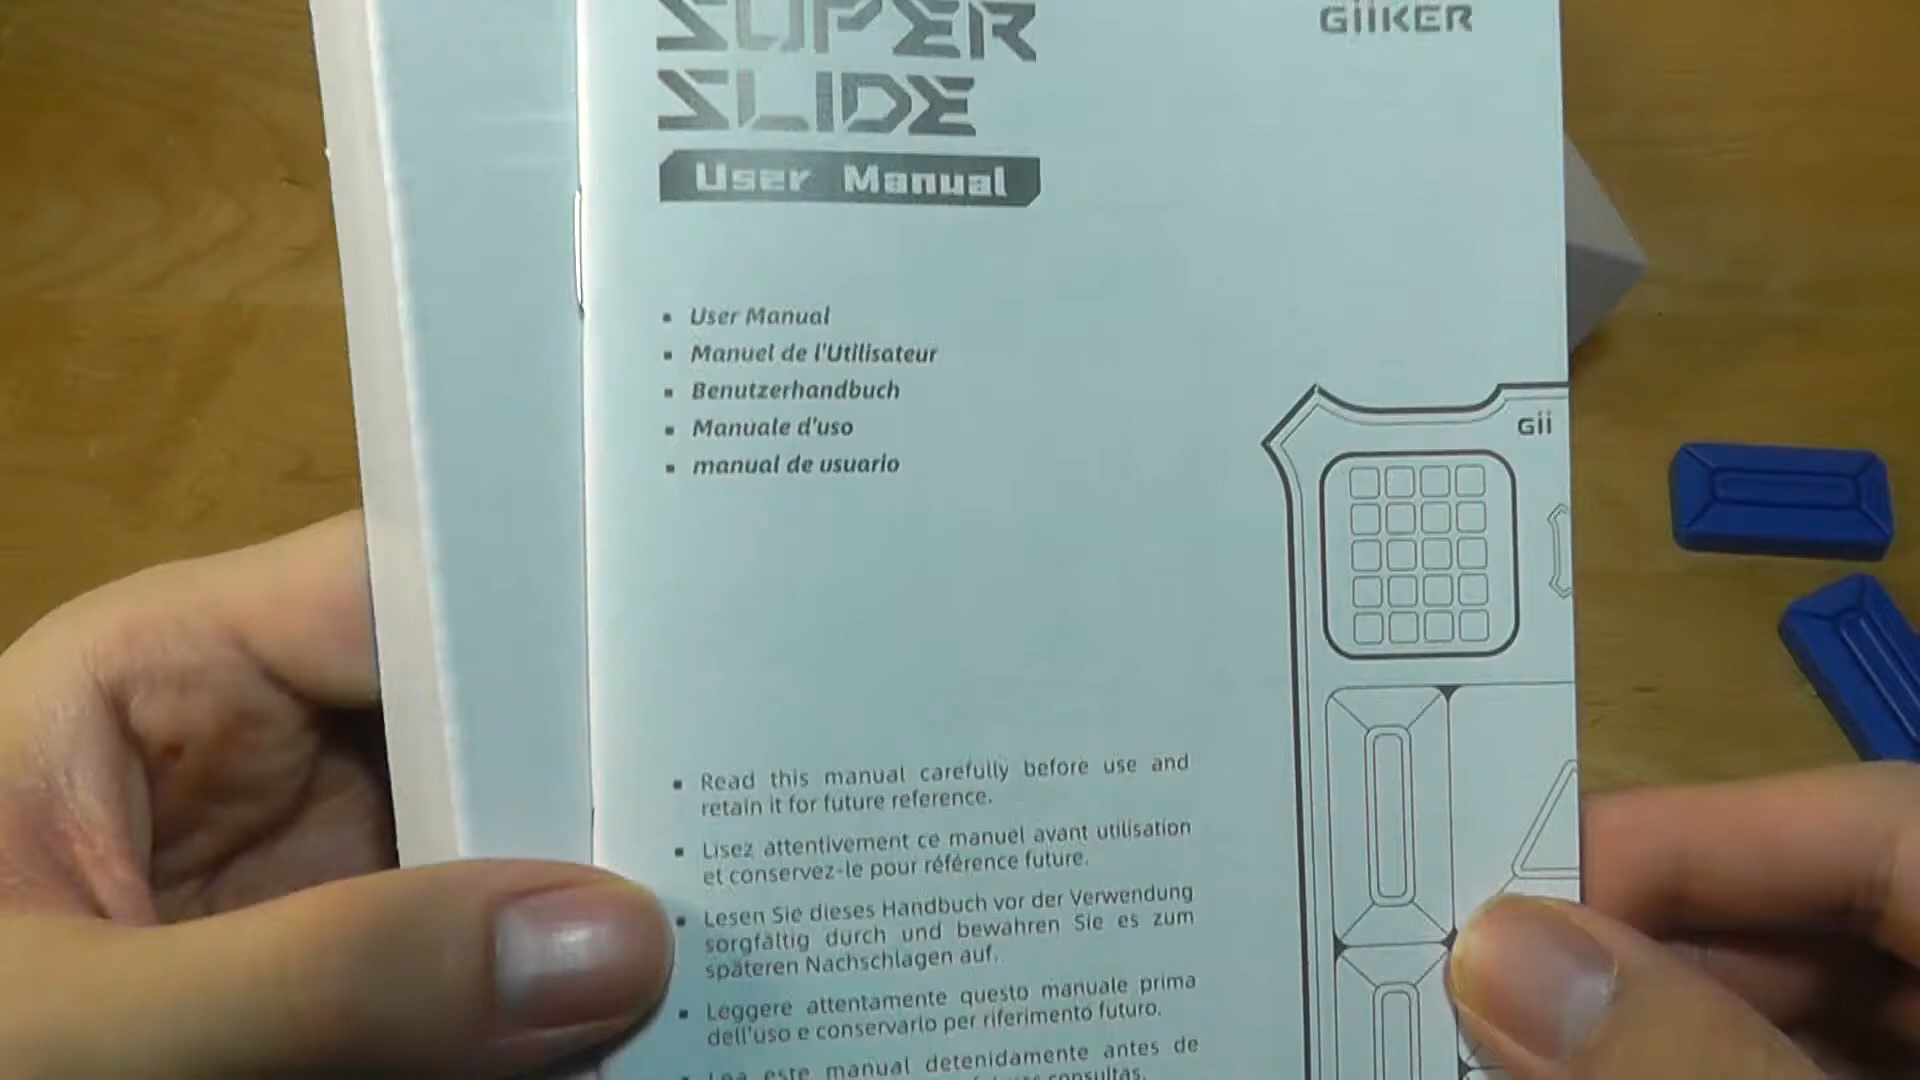 SUPER
GiiKER
SLIDE
User Manual
▪ User Manual
▪ Manuel de l'Utilisateur
▪ Benutzerhandbuch
▪ Manuale d'uso
▪ manual de usuario
Gii
▪ Read this manual carefully before use and
retain it for future reference.
▪ Lisez attentivement ce manuel avant utilisation
et conservez-le pour référence future.
▪ Lesen Sie dieses Handbuch vor der Verwendung
sorgfältig durch und bewahren Sie es zum
späteren Nachschlagen auf.
▪ Leggere attentamente questo manuale prima
dell'uso e conservarlo per riferimento futuro.
▪ Lea este manual detenidamente antes de
consultas.